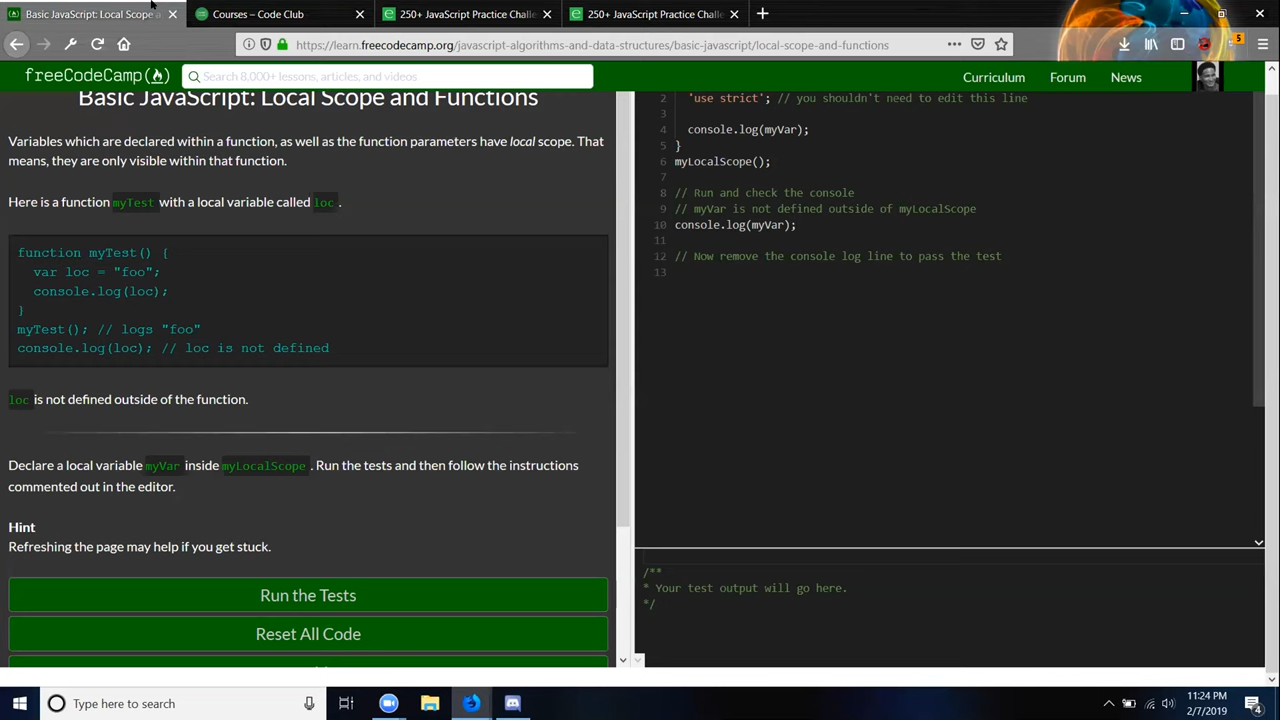 Basic JavaScript: Local Scope a
Courses – Code Club
250+ JavaScript Practice Challe
250+ JavaScript Practice Challe
https://learn.freecodecamp.org/javascript-algorithms-and-data-structures/basic-javascript/local-scope-and-functions
5
freeCodeCamp
Search 8,000+ lessons, articles, and videos
Curriculum
Forum
News
Basic JavaScript: Local Scope and Functions
Variables which are declared within a function, as well as the function parameters have local scope. That
means, they are only visible within that function.
Here is a function myTest with a local variable called loc .
function myTest() {
var loc = "foo";
console.log(loc);
}
myTest(); // logs "foo"
console.log(loc); // loc is not defined
loc is not defined outside of the function.
Declare a local variable myVar inside myLocalScope . Run the tests and then follow the instructions
commented out in the editor.
Hint
Refreshing the page may help if you get stuck.
Run the Tests
Reset All Code
2 'use strict'; // you shouldn't need to edit this line
3
4 console.log(myVar);
5 }
6 myLocalScope();
7
8 // Run and check the console
9 // myVar is not defined outside of myLocalScope
10 console.log(myVar);
11
12 // Now remove the console log line to pass the test
13
/**
* Your test output will go here.
*/
Type here to search
11:24 PM
2/7/2019
4